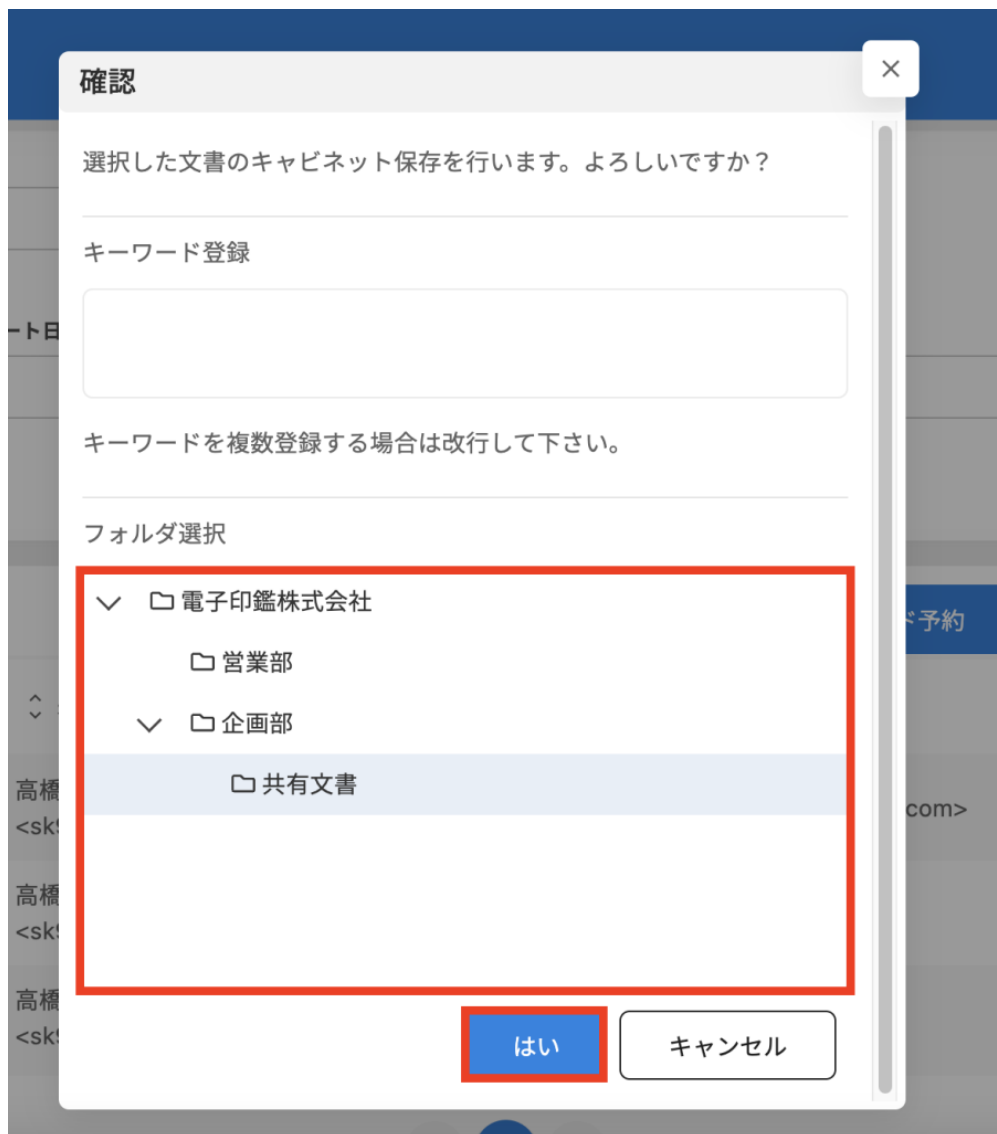 確認
選択した文書のキャビネット保存を行います。よろしいですか？
キーワード登録
ート日
キーワードを複数登録する場合は改行して下さい。
フォルダ選択
電子印鑑株式会社
ド予約
営業部
企画部
共有文書
高橋
<sk9
com>
高橋
<sk9
高橋
<sk9
はい
キャンセル